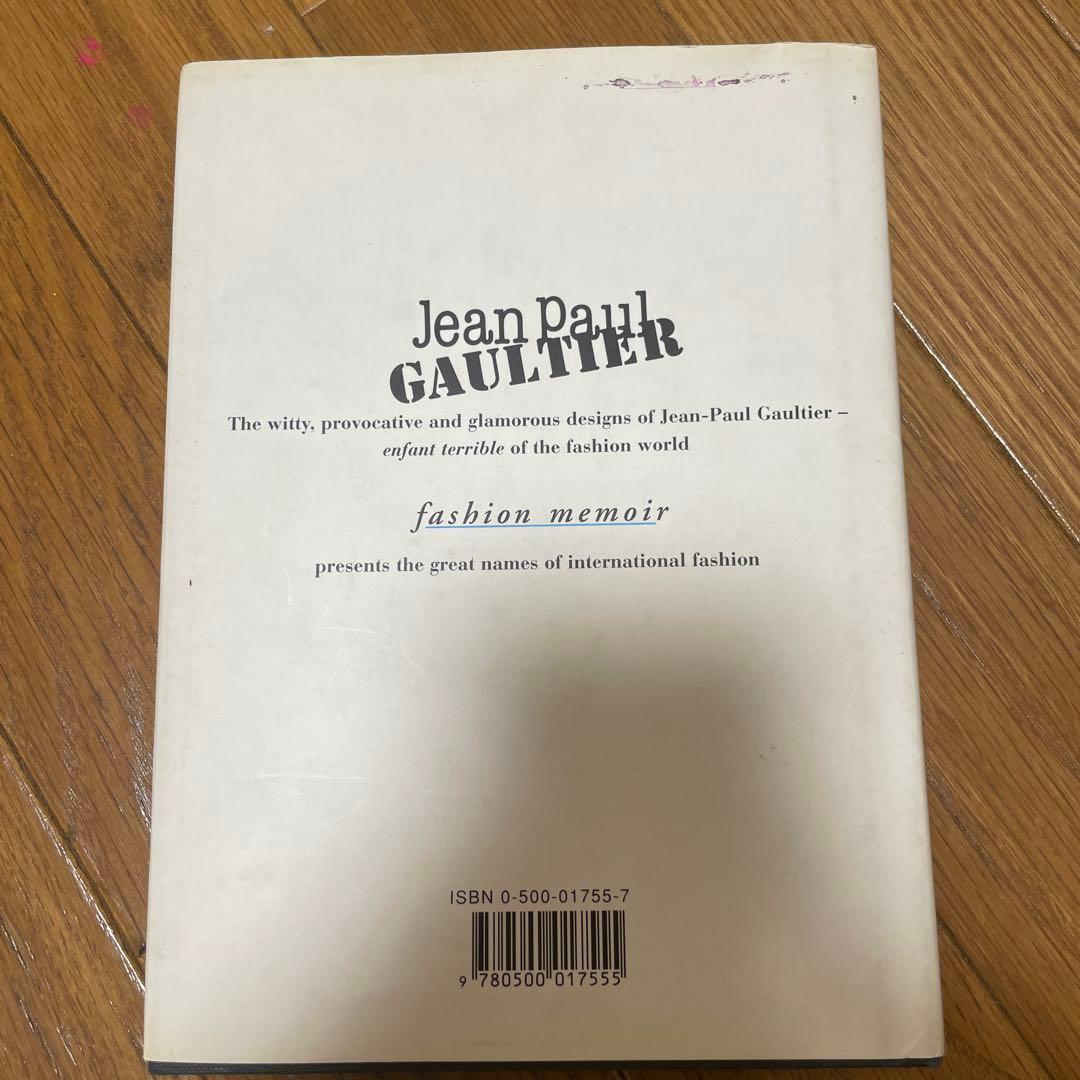 Jean Paul
GAULTIER
The witty, provocative and glamorous designs of Jean-Paul Gaultier –
enfant terrible of the fashion world
fashion memoir
presents the great names of international fashion
ISBN 0-500-01755-7
9 780500 017555